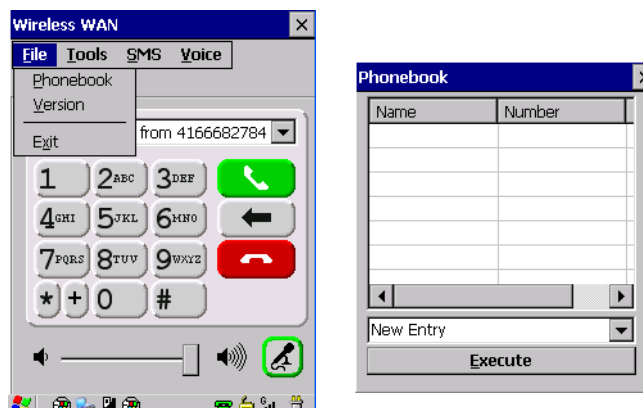 Wireless WAN
File Tools SMS Voice
Phonebook
Version
Exit
from 4166682784
1 2ABC 3DEF
4GHI 5JKL 6MNO
7PQRS 8TUV 9WXYZ
* + 0 #
Phonebook
Name Number
New Entry
Execute